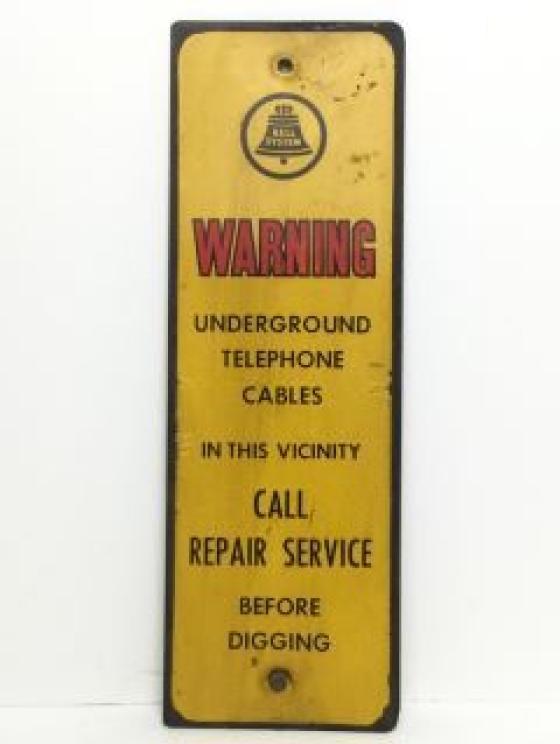 BELL
SYSTEM
WARNING
UNDERGROUND
TELEPHONE
CABLES
IN THIS VICINITY
CALL
REPAIR SERVICE
BEFORE
DIGGING